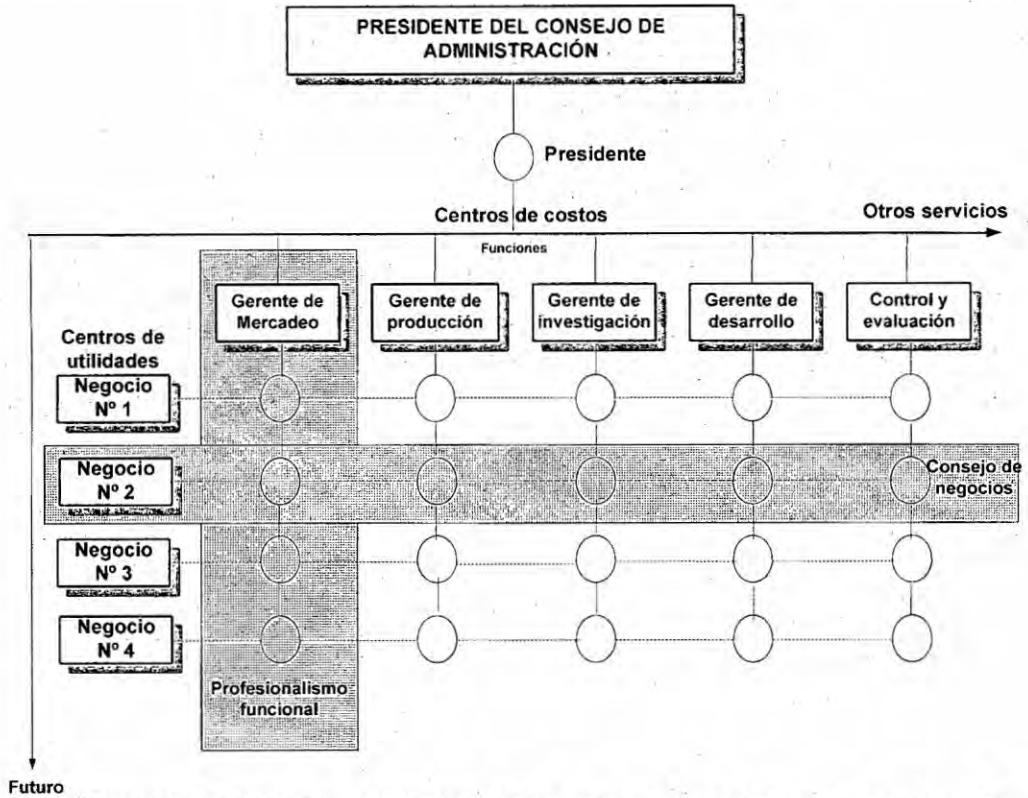 PRESIDENTE DEL CONSEJO DE
ADMINISTRACIÓN
Presidente
Centros de costos
Otros servicios
Funciones
Gerente de
Mercadeo
Gerente de
producción
Gerente de
investigación
Gerente de
desarrollo
Control y
evaluación
Centros de
utilidades
Negocio
Nº 1
Negocio
Nº 2
Consejo de
negocios
Negocio
Nº 3
Negocio
Nº 4
Profesionalismo
funcional
Futuro